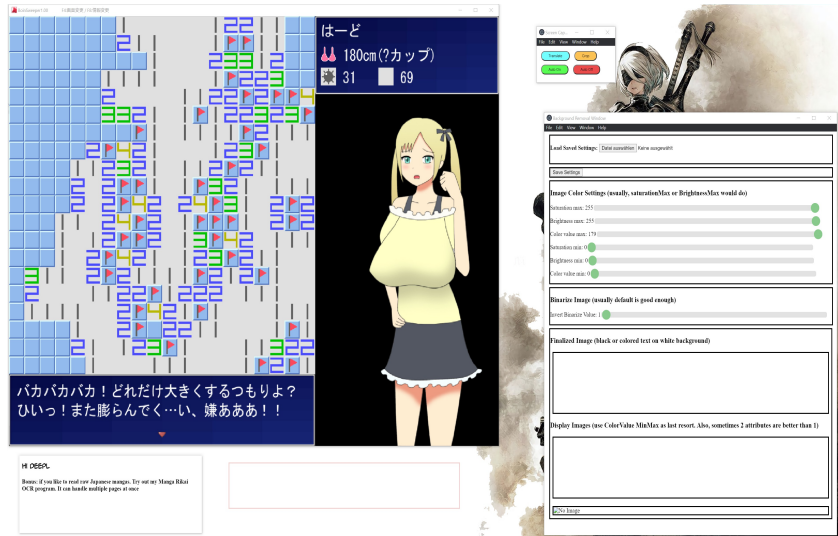 はーど
180cm(?カップ)
31 69
バカバカバカ！どれだけ大きくするつもりよ？
ひいっ！また膨らんでく…い、嫌あああ！！
HI DEEPL
Bonus: if you like to read raw Japanese mangas. Try out my Manga Rikai
OCR program. It can handle multiple pages at once
File Edit View Window Help
Background Removal Window
File Edit View Window Help
Load Saved Settings: Datei auswählen Keine ausgewählt
Save Settings
Image Color Settings (usually, saturationMax or BrightnessMax would do)
Saturation max: 255
Brightness max: 255
Color value max: 179
Saturation min: 0
Brightness min: 0
Color value min: 0
Binarize Image (usually default is good enough)
Invert Binarize Value: 1
Finalized Image (black or colored text on white background)
Display Images (use ColorValue MinMax as last resort. Also, sometimes 2 attributes are better than 1)
No Image